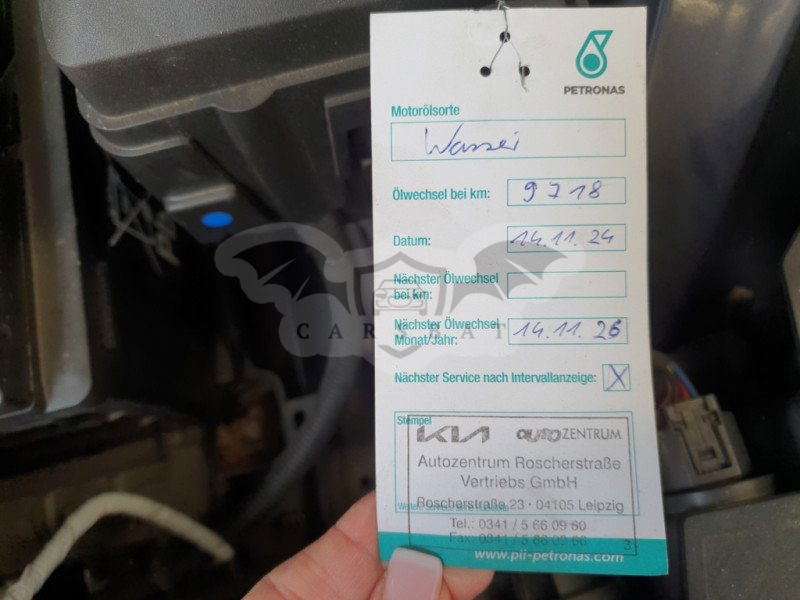 PETRONAS
Motorölsorte
Wasser
Ölwechsel bei km: 9718
Datum: 14.11.24
Nächster Ölwechsel
bei km:
CARSBAT
Nächster Ölwechsel
Monat/Jahr: 14.11.26
Nächster Service nach Intervallanzeige: X
Stempel
KIA autoZENTRUM
Autozentrum Roscherstraße
Vertriebs GmbH
Roscherstraße 23 · 04105 Leipzig
Tel.: 0341 / 5 66 09 60
Fax: 0341 / 5 66 09 66
3
www.pli-petronas.com